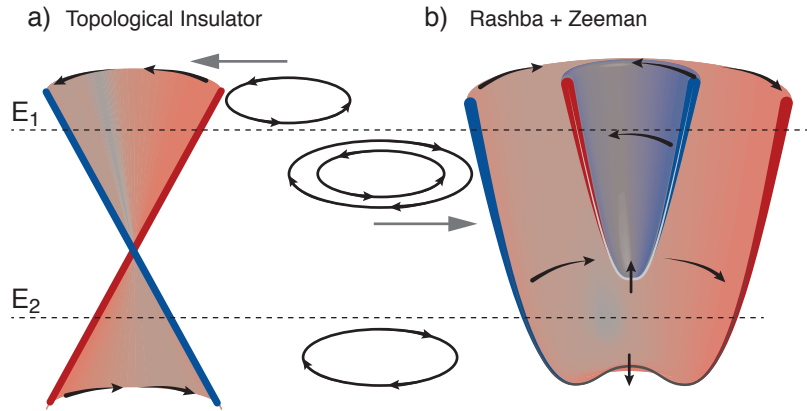 a) Topological Insulator
b) Rashba + Zeeman
E1
E2